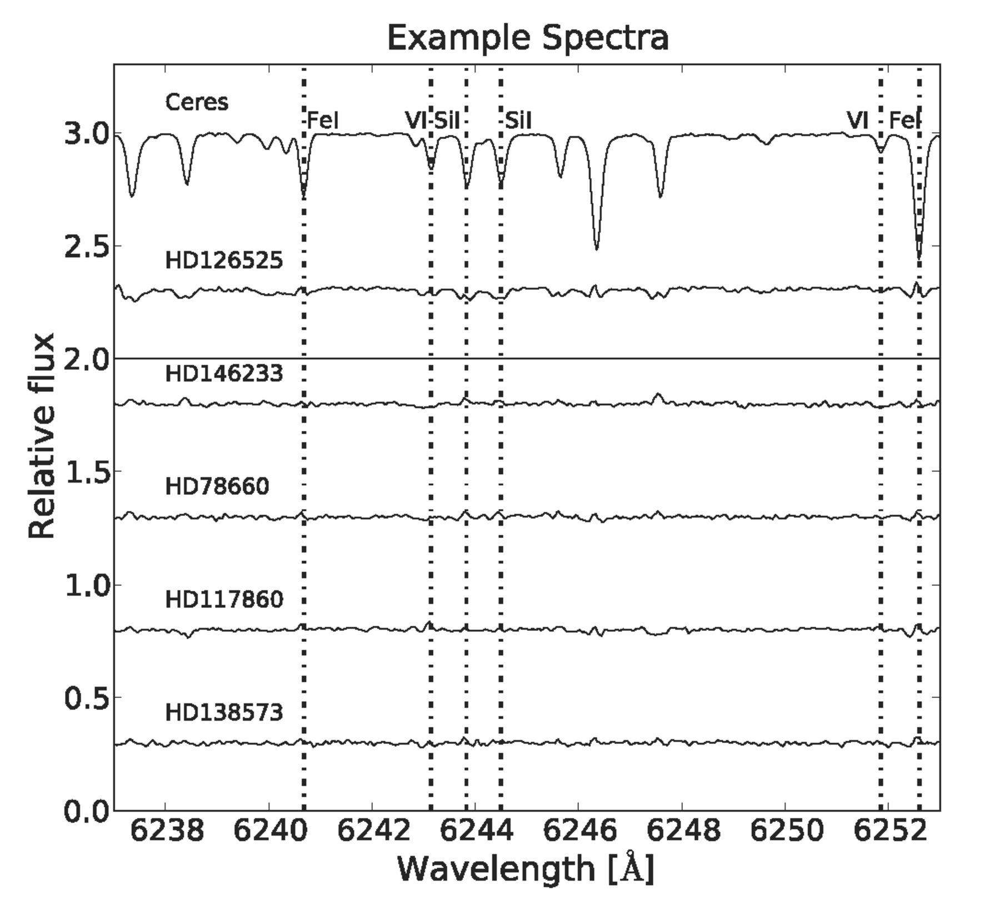 Example Spectra
Ceres
FeI
VI
SiI
SiI
VI
FeI
3.0
2.5
HD126525
2.0
HD146233
Relative flux
1.5
HD78660
1.0
HD117860
0.5
HD138573
0.0
6238 6240 6242 6244 6246 6248 6250 6252
Wavelength [Å]